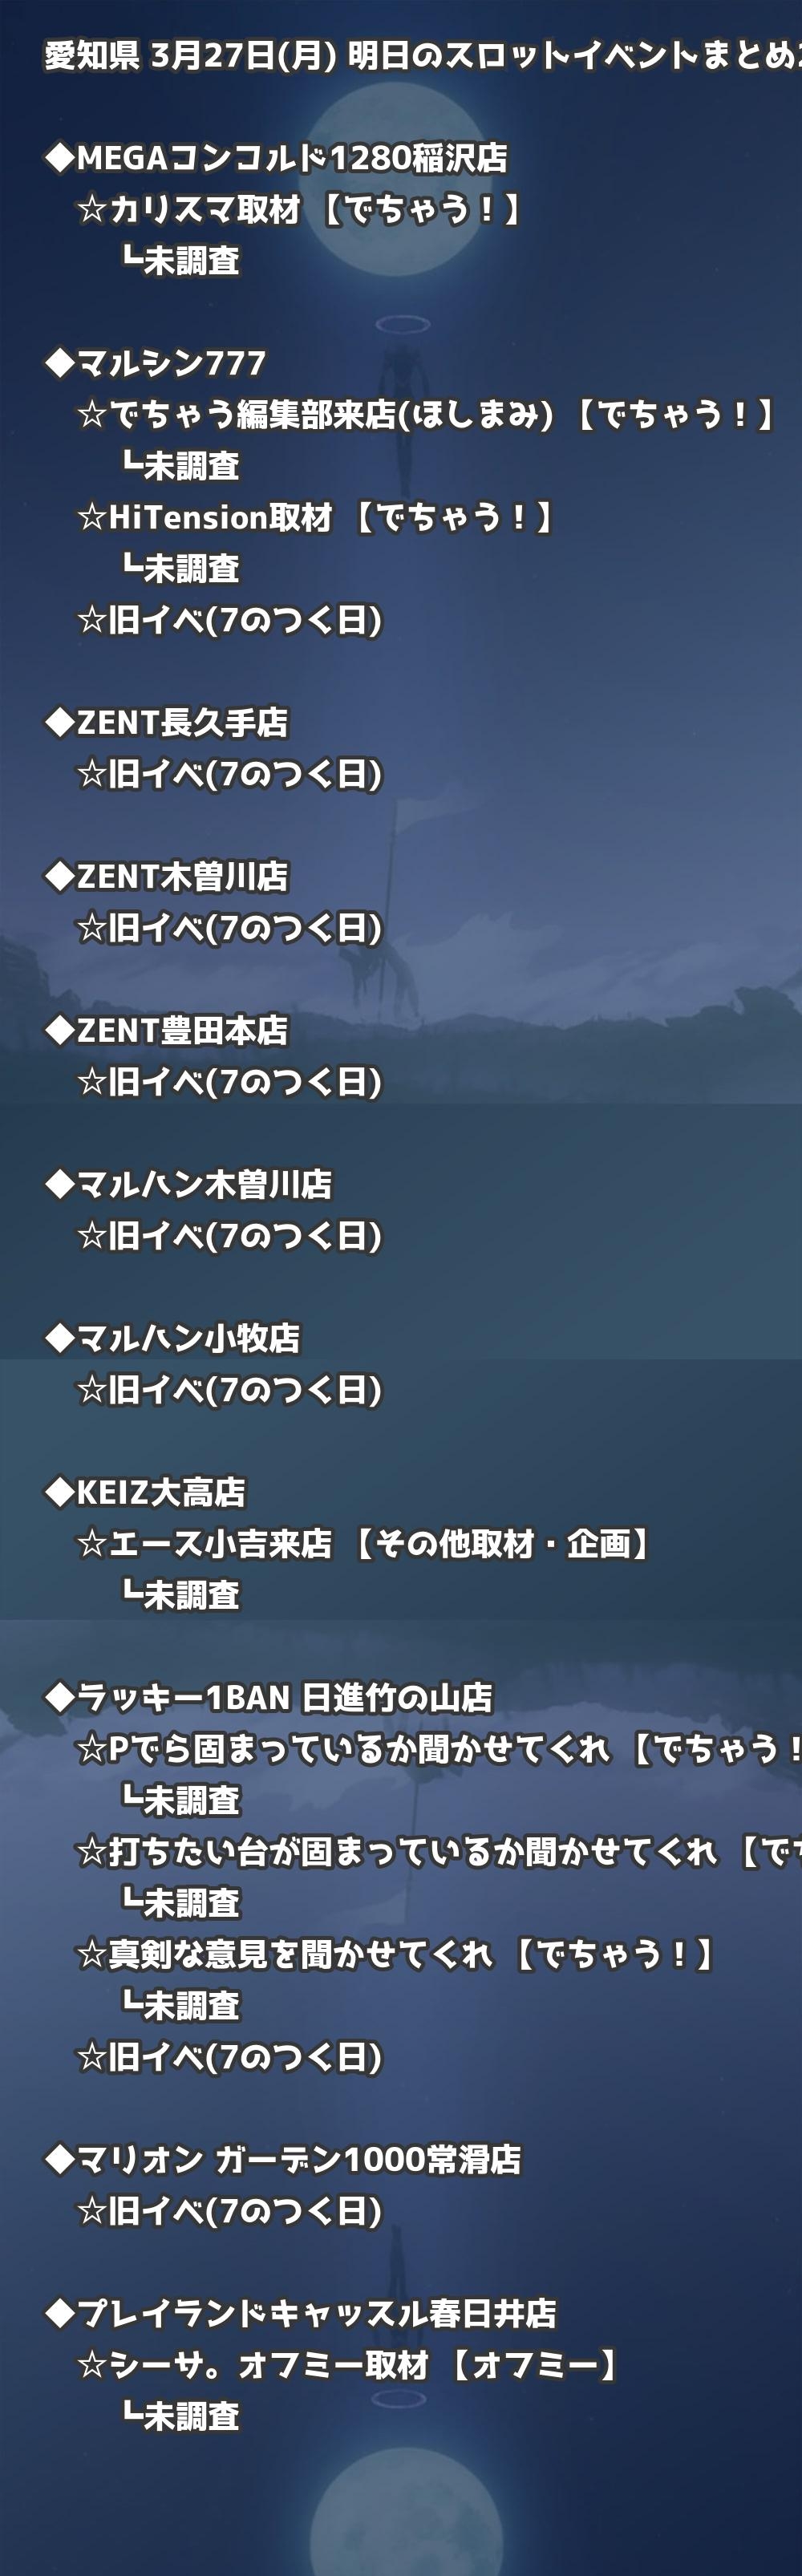 愛知県 3月27日(月) 明日のスロットイベントまとめ
◆MEGAコンコルド1280稲沢店
☆カリスマ取材 【でちゃう！】
┗未調査
◆マルシン777
☆でちゃう編集部来店(ほしまみ) 【でちゃう！】
┗未調査
☆HiTension取材 【でちゃう！】
┗未調査
☆旧イベ(7のつく日)
◆ZENT長久手店
☆旧イベ(7のつく日)
◆ZENT木曽川店
☆旧イベ(7のつく日)
◆ZENT豊田本店
☆旧イベ(7のつく日)
◆マルハン木曽川店
☆旧イベ(7のつく日)
◆マルハン小牧店
☆旧イベ(7のつく日)
◆KEIZ大高店
☆エース小吉来店 【その他取材・企画】
┗未調査
◆ラッキー1BAN 日進竹の山店
☆Pでら固まっているか聞かせてくれ 【でちゃう！
┗未調査
☆打ちたい台が固まっているか聞かせてくれ 【で
┗未調査
☆真剣な意見を聞かせてくれ 【でちゃう！】
┗未調査
☆旧イベ(7のつく日)
◆マリオン ガーデン1000常滑店
☆旧イベ(7のつく日)
◆プレイランドキャッスル春日井店
☆シーサ。オフミー取材 【オフミー】
┗未調査